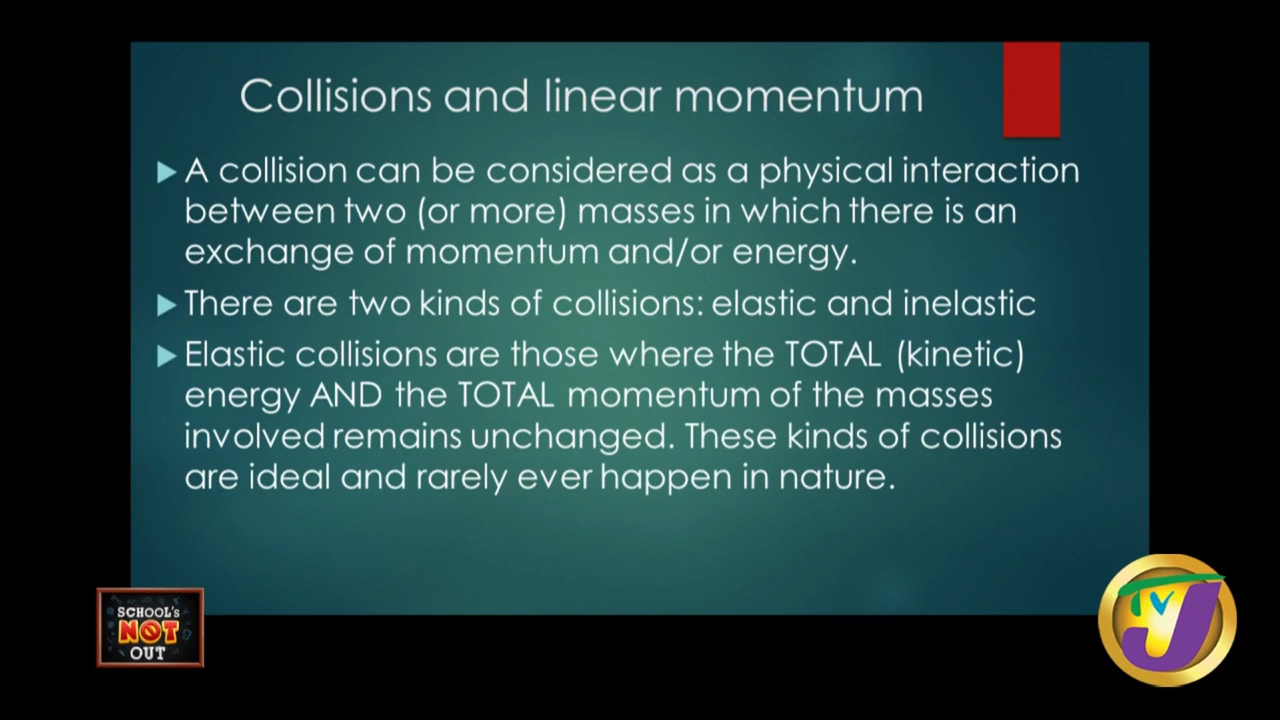 Collisions and linear momentum
A collision can be considered as a physical interaction
between two (or more) masses in which there is an
exchange of momentum and/or energy.
There are two kinds of collisions: elastic and inelastic
Elastic collisions are those where the TOTAL (kinetic)
energy AND the TOTAL momentum of the masses
involved remains unchanged. These kinds of collisions
are ideal and rarely ever happen in nature.
SCHOOL's
NOT
OUT
TVJ